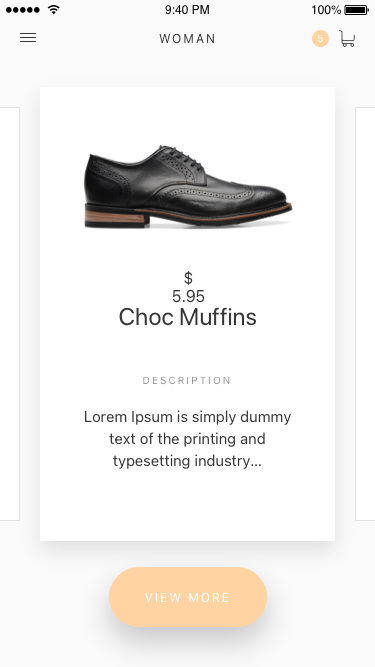 9:40 PM
100%
WOMAN
5
$
5.95
Choc Muffins
DESCRIPTION
Lorem Ipsum is simply dummy
text of the printing and
typesetting industry...
VIEW MORE